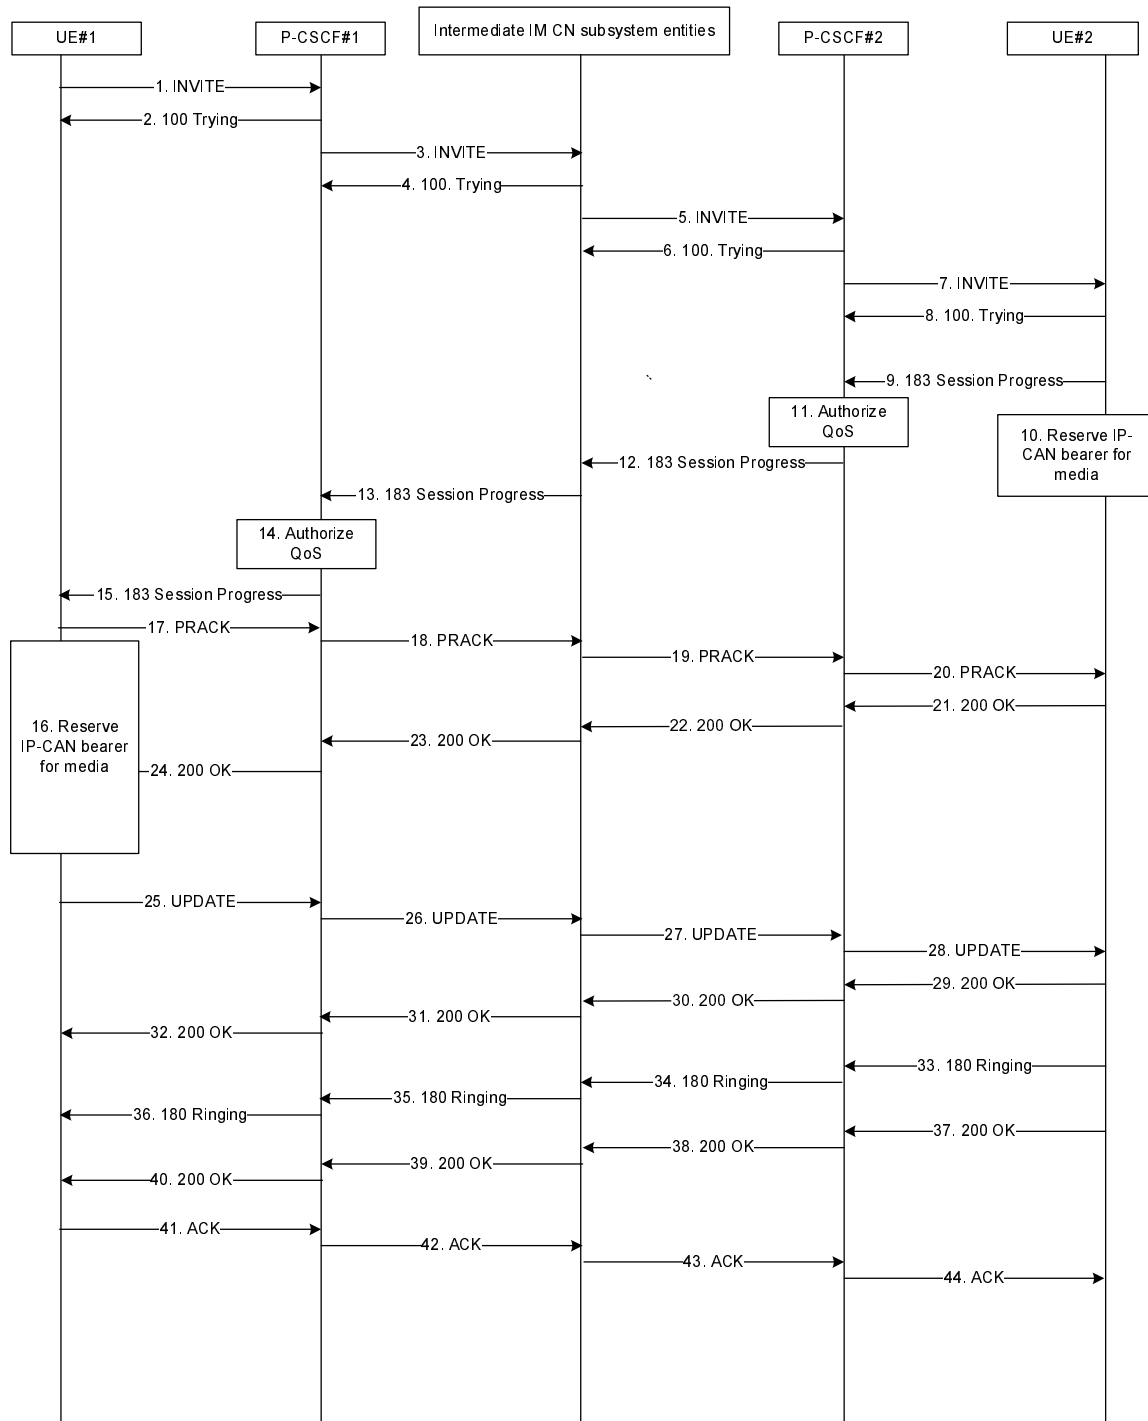 UE#1
P-CSCF#1
Intermediate IM CN subsystem entities
P-CSCF#2
UE#2
1. INVITE
2. 100 Trying
3. INVITE
4. 100. Trying
5. INVITE
6. 100. Trying
7. INVITE
8. 100. Trying
9. 183 Session Progress
11. Authorize
QoS
10. Reserve IP-
CAN bearer for
media
12. 183 Session Progress
13. 183 Session Progress
14. Authorize
QoS
15. 183 Session Progress
17. PRACK
18. PRACK
19. PRACK
20. PRACK
21. 200 OK
22. 200 OK
23. 200 OK
16. Reserve
IP-CAN bearer
for media
24. 200 OK
25. UPDATE
26. UPDATE
27. UPDATE
28. UPDATE
29. 200 OK
30. 200 OK
31. 200 OK
32. 200 OK
33. 180 Ringing
34. 180 Ringing
35. 180 Ringing
36. 180 Ringing
37. 200 OK
38. 200 OK
39. 200 OK
40. 200 OK
41. ACK
42. ACK
43. ACK
44. ACK